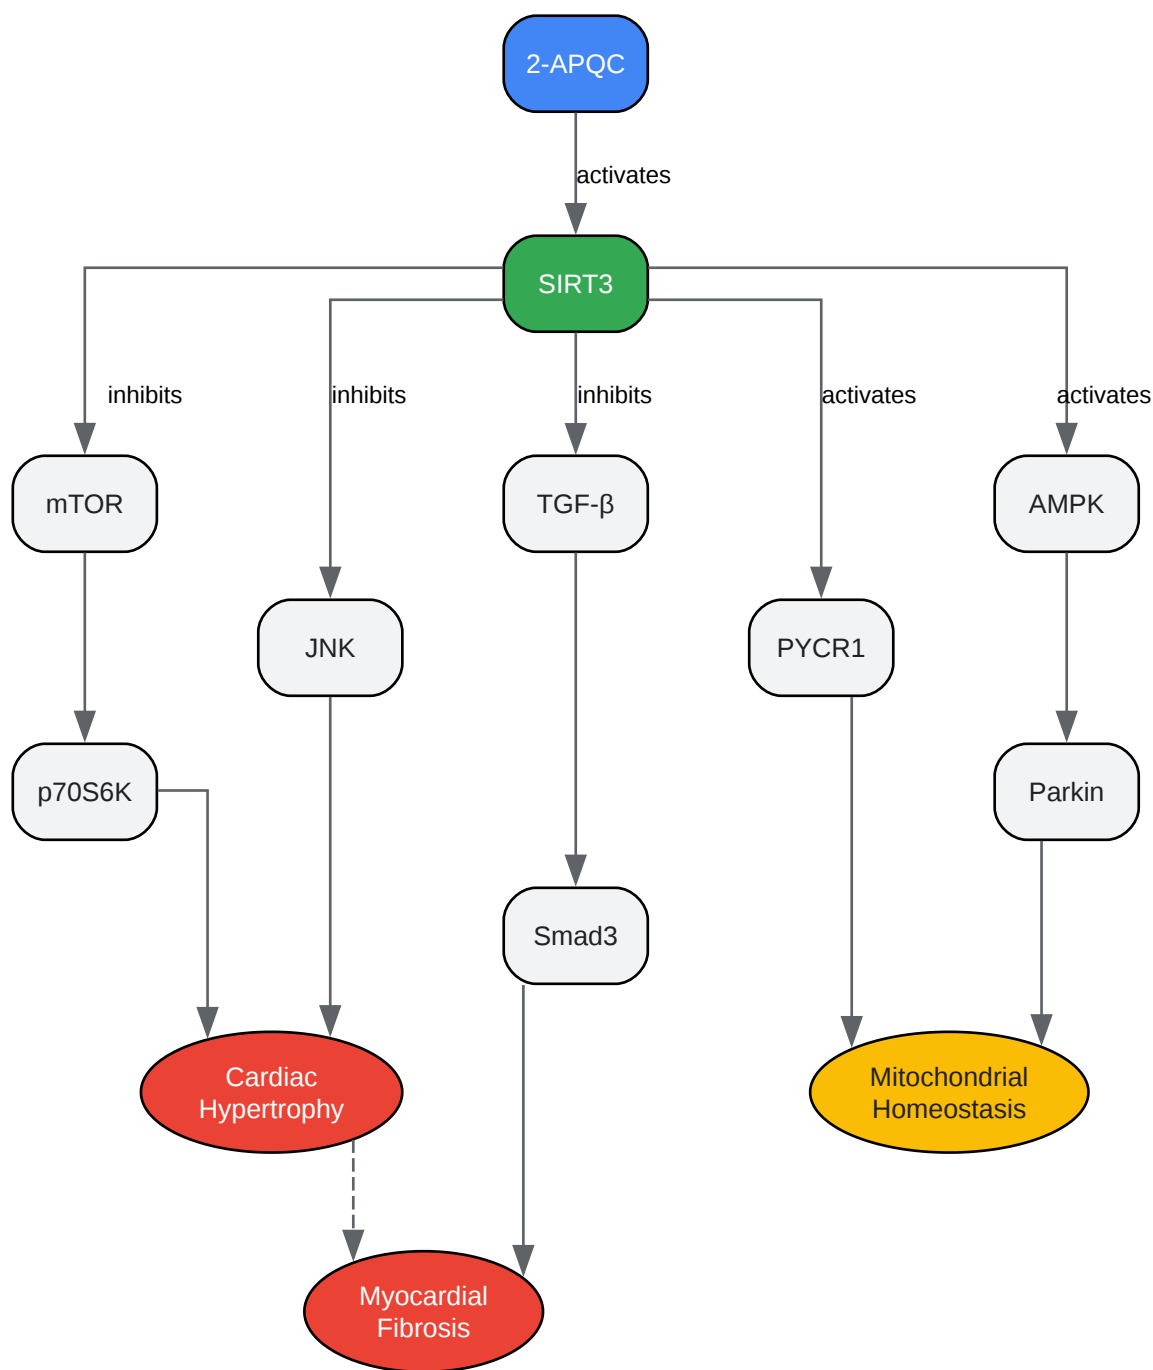 2-APQC
activates
SIRT3
inhibits
inhibits
inhibits
activates
activates
mTOR
TGF-β
AMPK
JNK
PYCR1
p70S6K
Parkin
Smad3
Cardiac
Hypertrophy
Mitochondrial
Homeostasis
Myocardial
Fibrosis